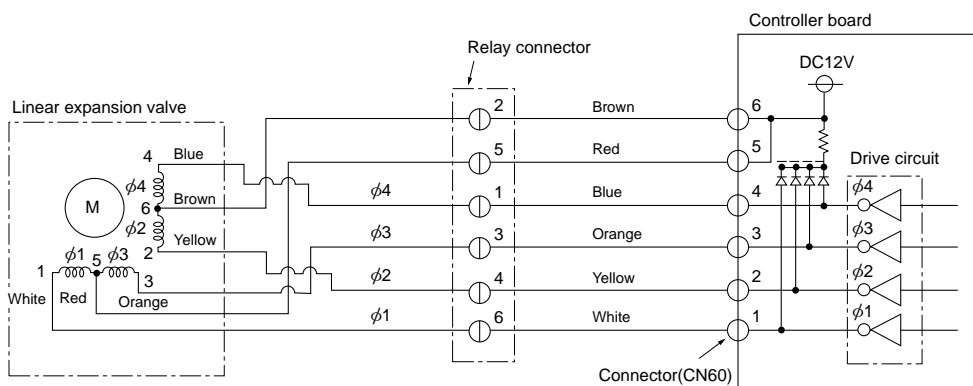 Controller board
Relay connector
DC12V
Linear expansion valve
2 Brown 6
4 Blue
5 Red 5
Drive circuit
ϕ4
M
6 Brown
ϕ4 1 Blue 4 ϕ4
ϕ2
Yellow
2
ϕ3 3 Orange 3 ϕ3
ϕ1 5 ϕ3
1 3
ϕ2 4 Yellow 2 ϕ2
White Red Orange
ϕ1 6 White 1 ϕ1
Connector(CN60)